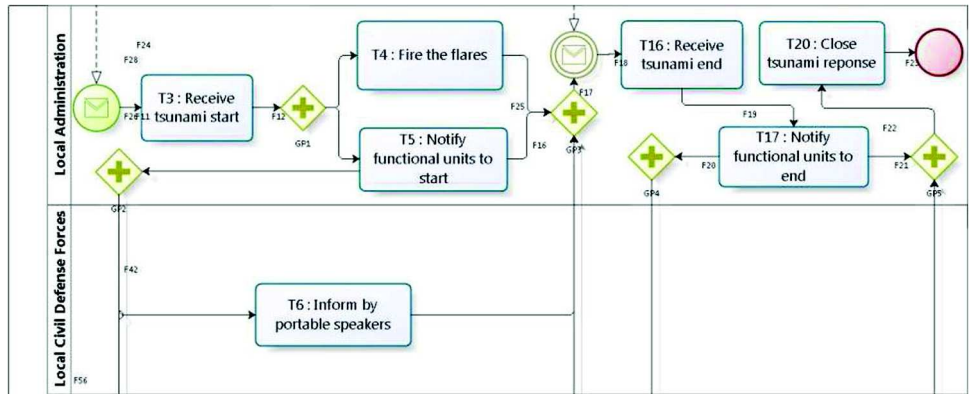 Local Administration
F24
F28
F26
F11
T3 : Receive
tsunami start
F12
GP1
T4 : Fire the flares
T5 : Notify
functional units to
start
F25
F16
F17
GP3
F18
T16 : Receive
tsunami end
F19
T17 : Notify
functional units to
end
F20
GP4
F21
F22
GP5
T20 : Close
tsunami reponse
F23
GP2
Local Civil Defense Forces
F42
T6 : Inform by
portable speakers
F56